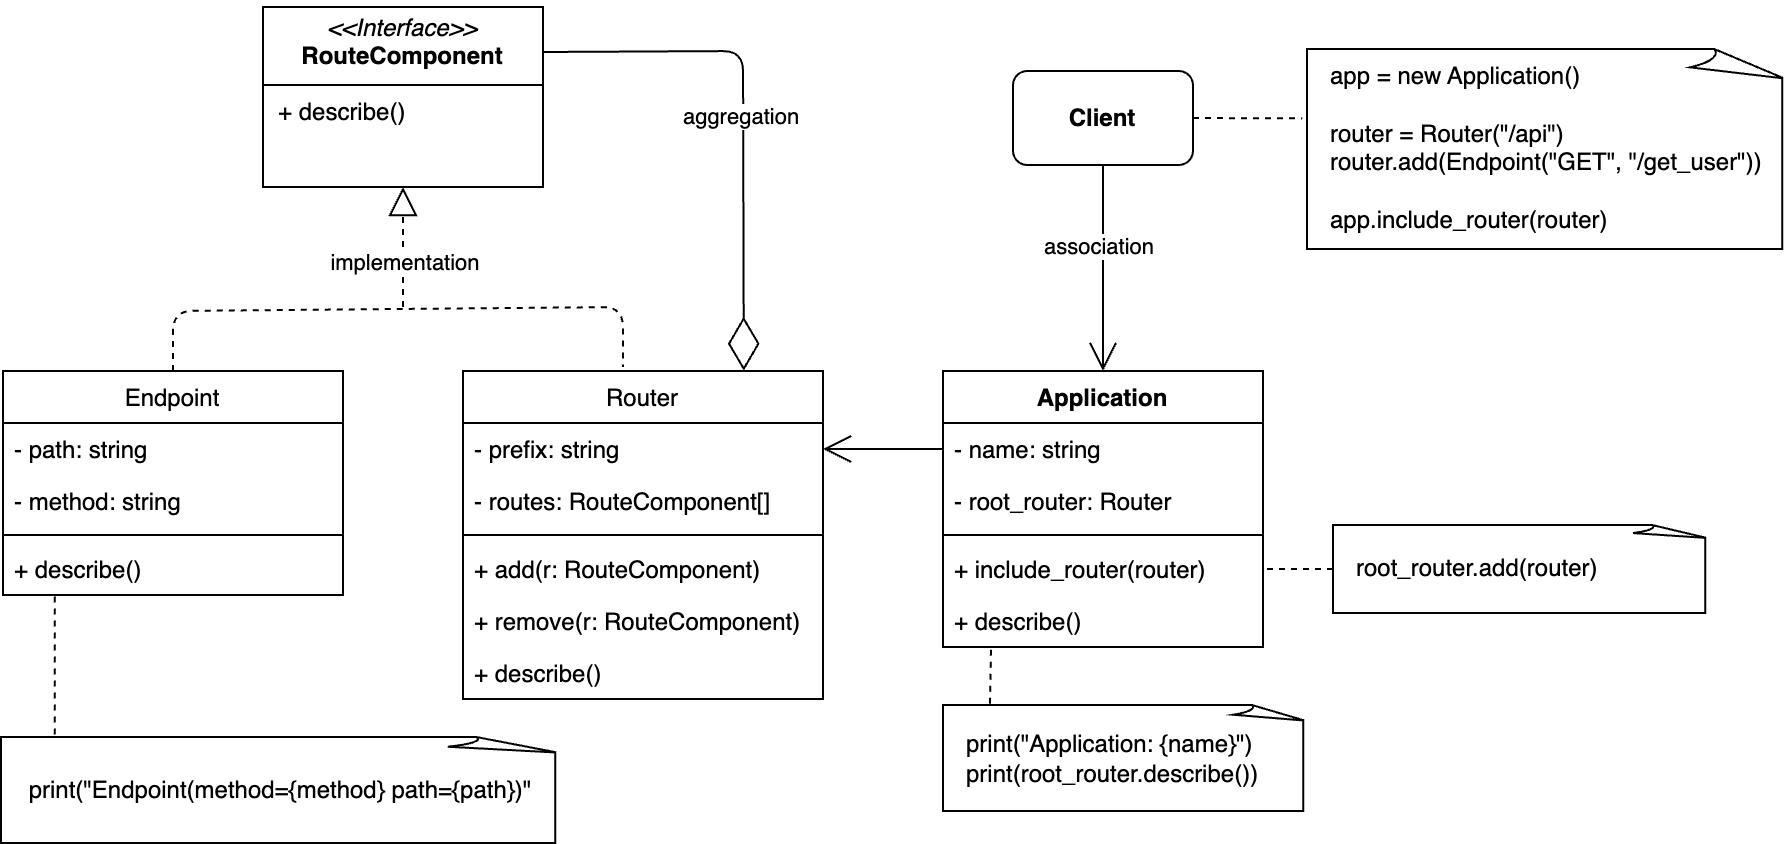 <<Interface>>
RouteComponent
+ describe()
aggregation
implementation
Client
app = new Application()
router = Router("/api")
router.add(Endpoint("GET", "/get_user"))
app.include_router(router)
association
Endpoint
- path: string
- method: string
+ describe()
Router
- prefix: string
- routes: RouteComponent[]
+ add(r: RouteComponent)
+ remove(r: RouteComponent)
+ describe()
Application
- name: string
- root_router: Router
+ include_router(router)
+ describe()
root_router.add(router)
print("Endpoint(method={method} path={path})"
print("Application: {name}")
print(root_router.describe())